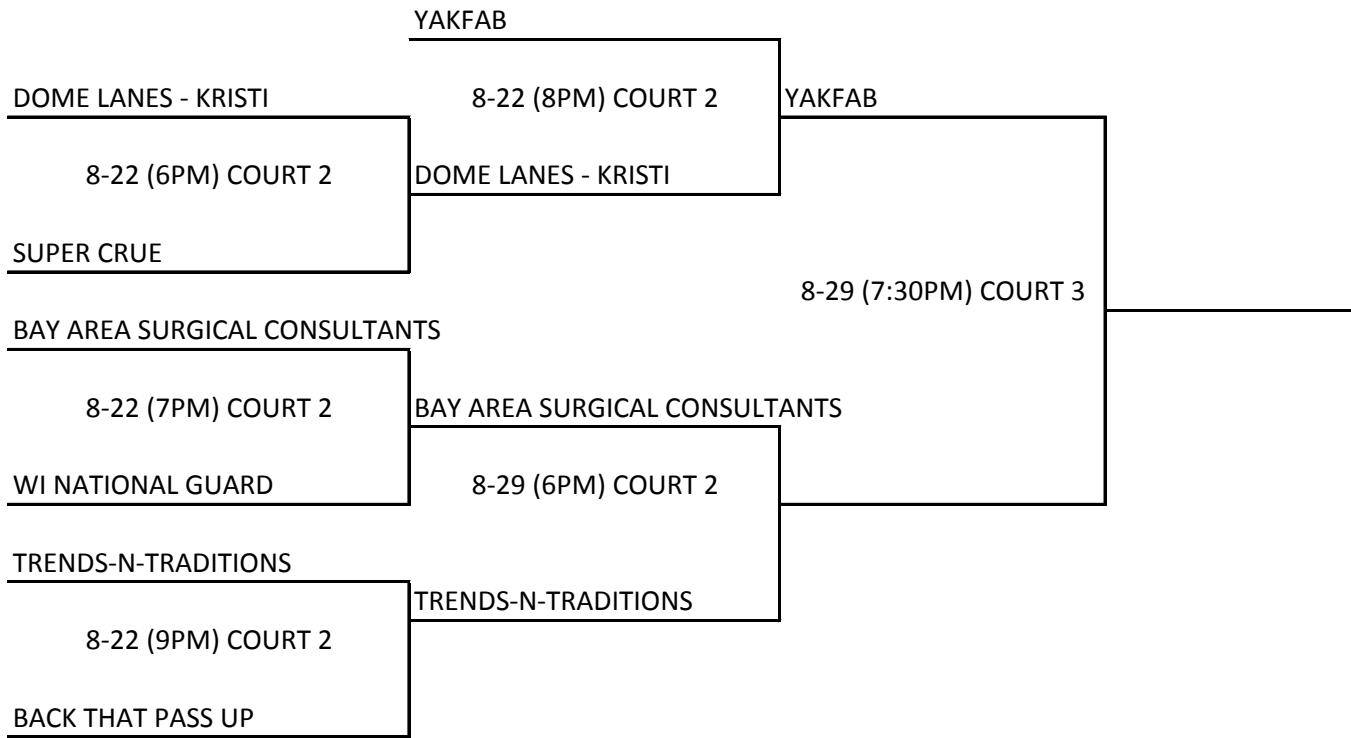 YAKFAB
DOME LANES - KRISTI
8-22 (8PM) COURT 2
YAKFAB
8-22 (6PM) COURT 2
DOME LANES - KRISTI
SUPER CRUE
8-29 (7:30PM) COURT 3
BAY AREA SURGICAL CONSULTANTS
8-22 (7PM) COURT 2
BAY AREA SURGICAL CONSULTANTS
WI NATIONAL GUARD
8-29 (6PM) COURT 2
TRENDS-N-TRADITIONS
TRENDS-N-TRADITIONS
8-22 (9PM) COURT 2
BACK THAT PASS UP